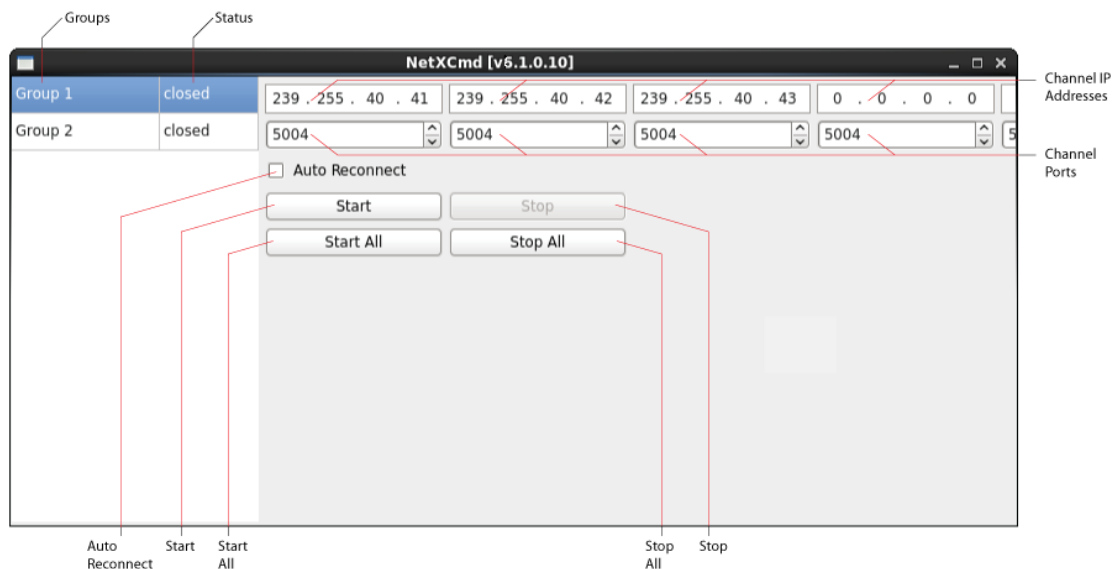 Groups
Status
NetXCmd [v5.1.0.10]
Group 1 closed
Group 2 closed
239 . 255 . 40 . 41
239 . 255 . 40 . 42
239 . 255 . 40 . 43
0 . 0 . 0 . 0
5004
5004
5004
5004
5
Auto Reconnect
Start
Stop
Start All
Stop All
Channel IP
Addresses
Channel
Ports
Auto
Reconnect
Start
Start
All
Stop
All
Stop